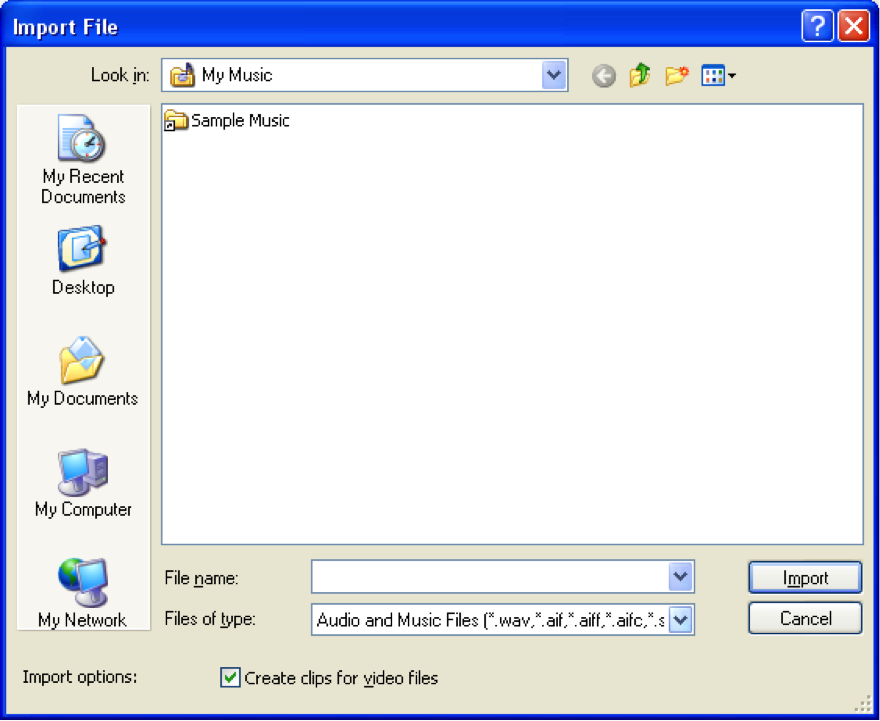 Import File
Look in: My Music
Sample Music
My Recent
Documents
Desktop
My Documents
My Computer
My Network
File name:
Import
Files of type: Audio and Music Files (*.wav,*.aif,*.aiff,*.aifc,*.s
Cancel
Import options: Create clips for video files